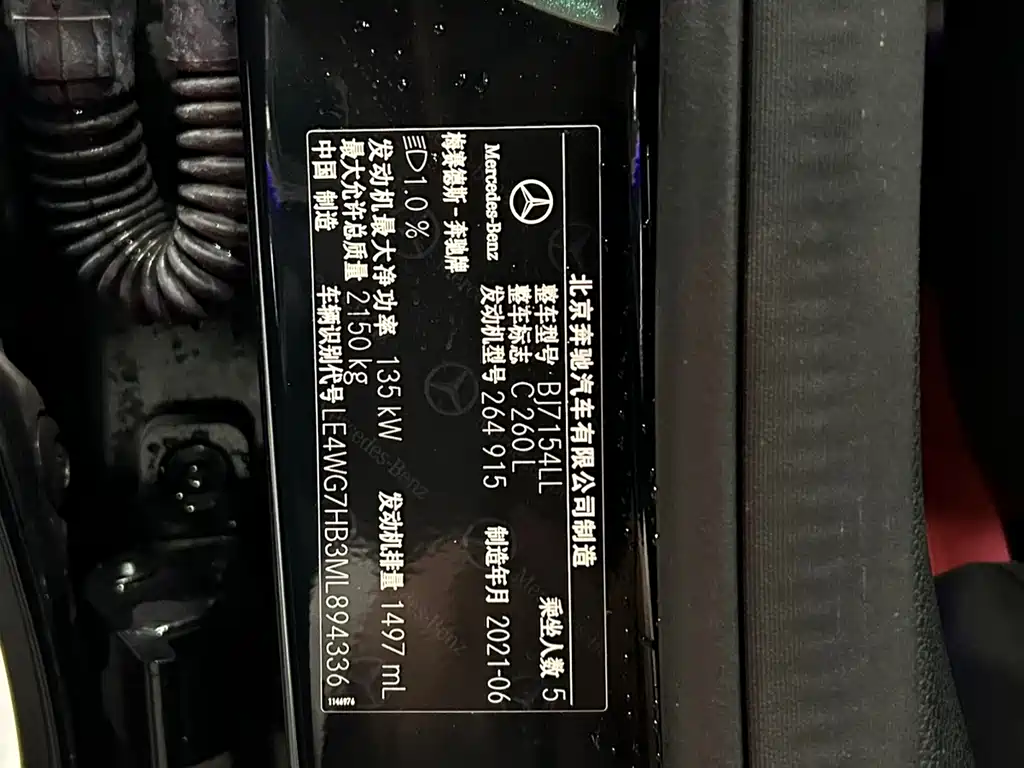 北京奔驰汽车有限公司制造
Mercedes-Benz
梅赛德斯-奔驰牌
整车型号 BJ7154LL 乘坐人数 5
整车标志 C 260 L
发动机型号 264 915 制造年月 2021-06
1.0 %
发动机最大净功率 135 kW 发动机排量 1497 mL
最大允许总质量 2150 kg
中国 制造 车辆识别代号 LE4WG7HB3ML894336
1146976